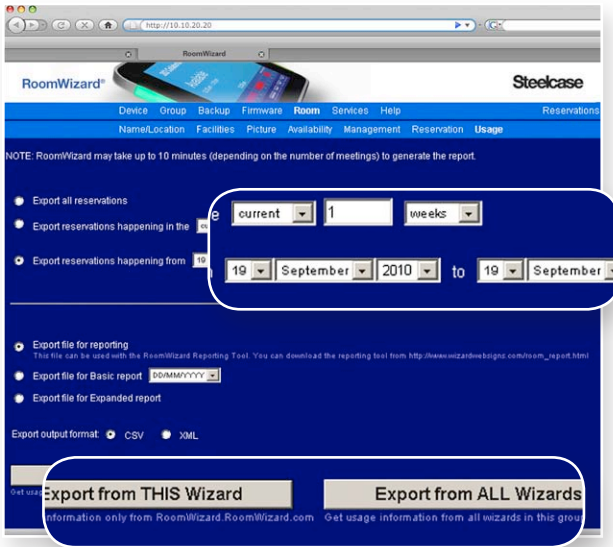 http://10.10.20.20
RoomWizard
RoomWizard® Steelcase
Device Group Backup Firmware Room Services Help Reservations
Name/Location Facilities Picture Availability Management Reservation Usage
NOTE: RoomWizard may take up to 10 minutes (depending on the number of meetings) to generate the report.
Export all reservations
Export reservations happening in the
current 1 weeks
Export reservations happening from 19
19 September 2010 to 19 September
Export file for reporting
This file can be used with the RoomWizard Reporting Tool. You can download the reporting tool from http://www.wizardwebsigns.com/room_report.html
Export file for Basic report DD/MM/YYYY
Export file for Expanded report
Export output format: CSV XML
Export from THIS Wizard Export from ALL Wizards
Get usag
information only from RoomWizard.RoomWizard.com Get usage information from all wizards in this grou